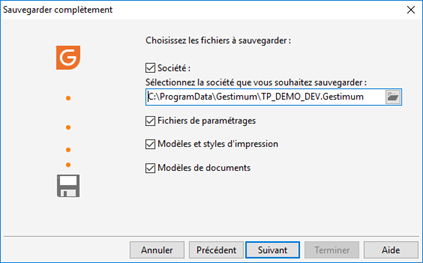 Sauvegarder complètement
Choisissez les fichiers à sauvegarder :
Société :
Sélectionnez la société que vous souhaitez sauvegarder :
C:\ProgramData\Gestimum\TP_DEMO_DEV.Gestimum
Fichiers de paramétrages
Modèles et styles d'impression
Modèles de documents
Annuler Précédent Suivant Terminer Aide